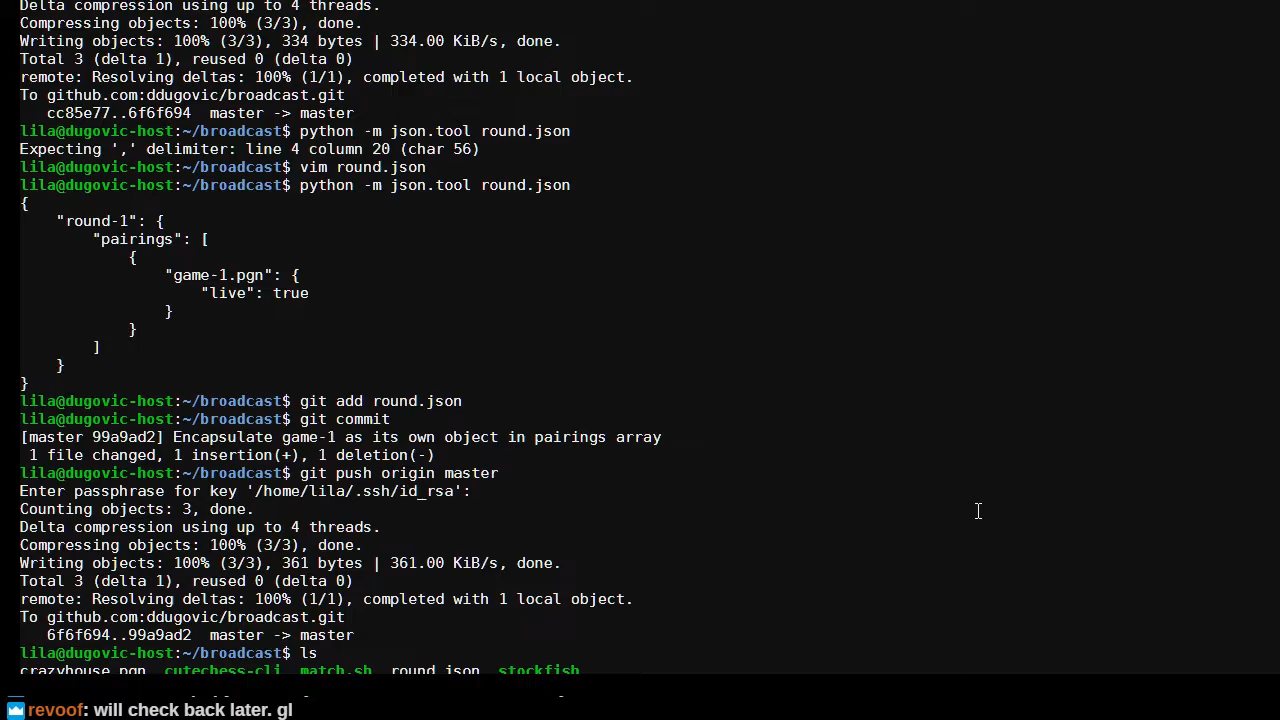 Delta compression using up to 4 threads.
Compressing objects: 100% (3/3), done.
Writing objects: 100% (3/3), 334 bytes | 334.00 KiB/s, done.
Total 3 (delta 1), reused 0 (delta 0)
remote: Resolving deltas: 100% (1/1), completed with 1 local object.
To github.com:ddugovic/broadcast.git
   cc85e77..6f6f694  master -> master
lila@dugovic-host:~/broadcast$ python -m json.tool round.json
Expecting ',' delimiter: line 4 column 20 (char 56)
lila@dugovic-host:~/broadcast$ vim round.json
lila@dugovic-host:~/broadcast$ python -m json.tool round.json
{
    "round-1": {
        "pairings": [
            {
                "game-1.pgn": {
                    "live": true
                }
            }
        ]
    }
}
lila@dugovic-host:~/broadcast$ git add round.json
lila@dugovic-host:~/broadcast$ git commit
[master 99a9ad2] Encapsulate game-1 as its own object in pairings array
 1 file changed, 1 insertion(+), 1 deletion(-)
lila@dugovic-host:~/broadcast$ git push origin master
Enter passphrase for key '/home/lila/.ssh/id_rsa':
Counting objects: 3, done.
Delta compression using up to 4 threads.
Compressing objects: 100% (3/3), done.
Writing objects: 100% (3/3), 361 bytes | 361.00 KiB/s, done.
Total 3 (delta 1), reused 0 (delta 0)
remote: Resolving deltas: 100% (1/1), completed with 1 local object.
To github.com:ddugovic/broadcast.git
   6f6f694..99a9ad2  master -> master
lila@dugovic-host:~/broadcast$ ls
crazyhouse.pgn  cutechess-cli  match.sh  round.json  stockfish
revoof: will check back later. gl